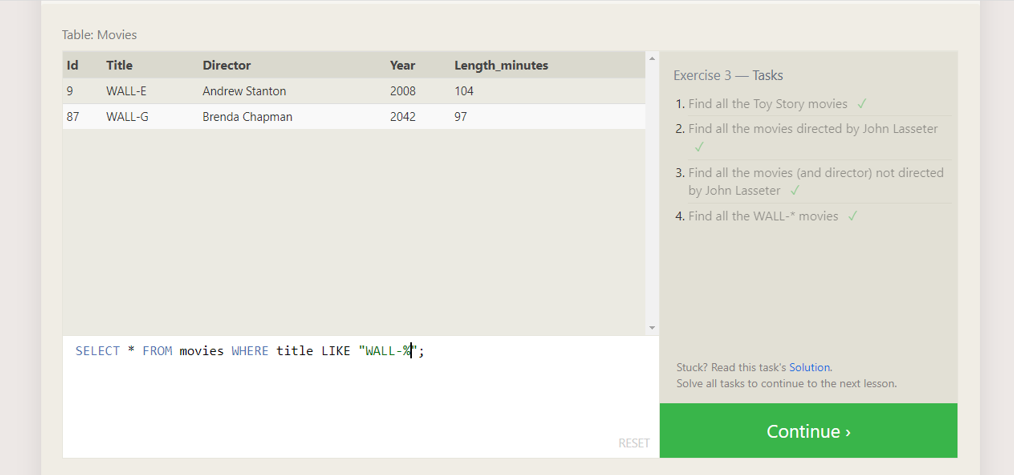 Table: Movies
Id Title Director Year Length_minutes
9 WALL-E Andrew Stanton 2008 104
87 WALL-G Brenda Chapman 2042 97
SELECT * FROM movies WHERE title LIKE "WALL-%";
RESET
Exercise 3 — Tasks
1. Find all the Toy Story movies ✓
2. Find all the movies directed by John Lasseter
✓
3. Find all the movies (and director) not directed
by John Lasseter ✓
4. Find all the WALL-* movies ✓
Stuck? Read this task's Solution.
Solve all tasks to continue to the next lesson.
Continue ›